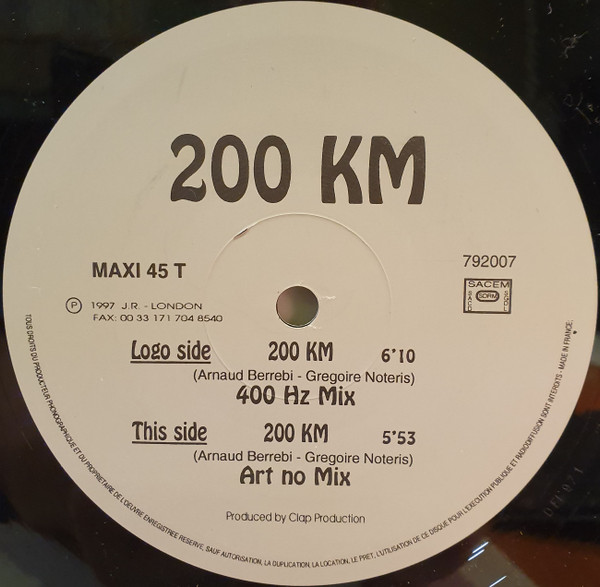 200 KM
MAXI 45 T
792007
SACEM
SACD
SDRM
SGDL
Ⓟ 1997 J.R. - LONDON
FAX: 00 33 171 704 8540
Logo side 200 KM 6'10
(Arnaud Berrebi - Gregoire Noteris)
400 Hz Mix
This side 200 KM 5'53
(Arnaud Berrebi - Gregoire Noteris)
Art no Mix
Produced by Clap Production
TOUS DROITS DU PRODUCTEUR PHONOGRAPHIQUE ET DU PROPRIETAIRE DE L'OEUVRE ENREGISTREE RESERVE, SAUF AUTORISATION, LA DUPLICATION, LA LOCATION, LE PRET, L'UTILISATION DE CE DISQUE POUR L'EXECUTION PUBLIQUE ET RADIODIFFUSION SONT INTERDITS - MADE IN FRANCE.